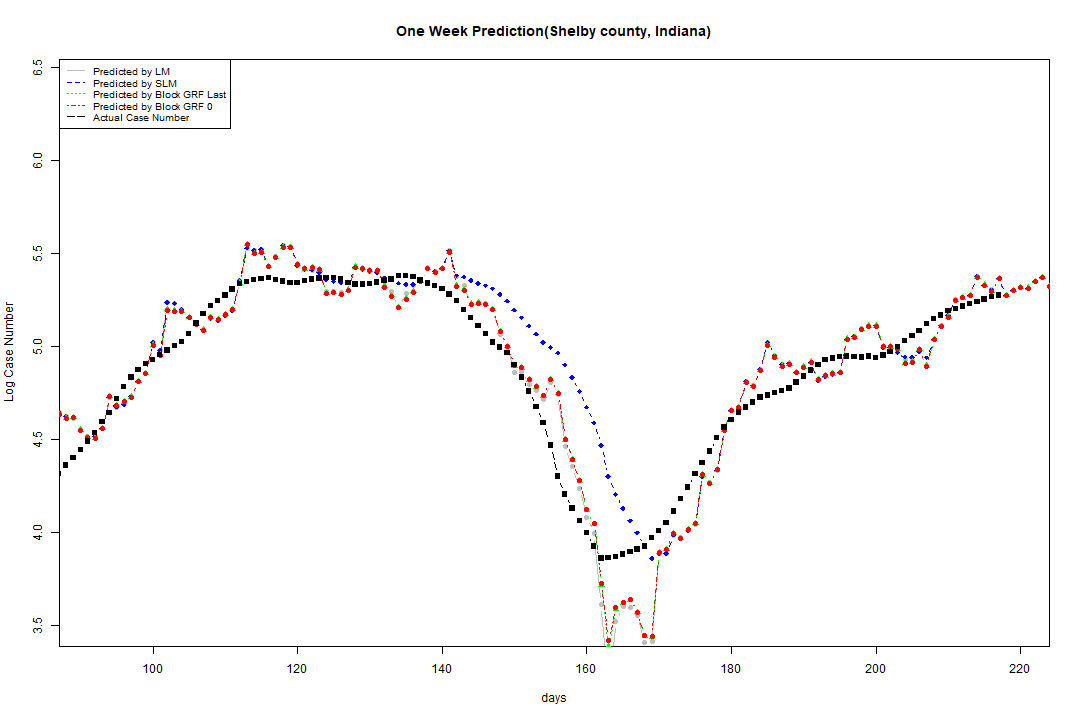 One Week Prediction(Shelby county, Indiana)
Predicted by LM
Predicted by SLM
Predicted by Block GRF Last
Predicted by Block GRF 0
Actual Case Number
Log Case Number
6.5
6.0
5.5
5.0
4.5
4.0
3.5
100 120 140 160 180 200 220
days